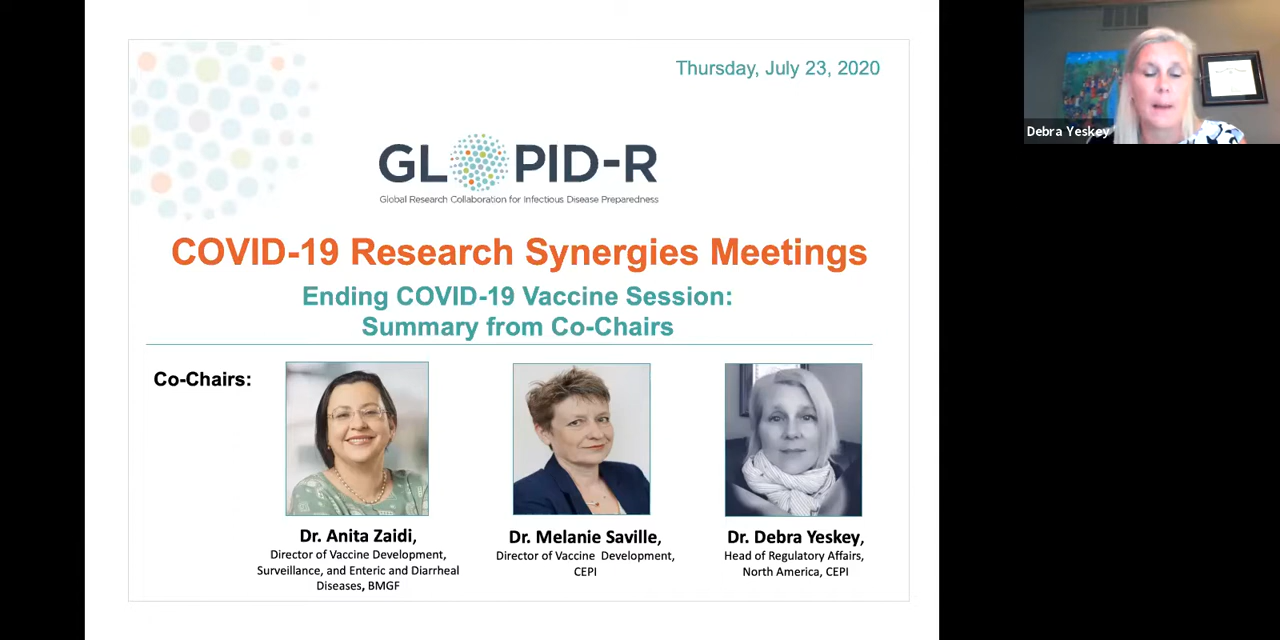 Thursday, July 23, 2020
GLOPID-R
Global Research Collaboration for Infectious Disease Preparedness
COVID-19 Research Synergies Meetings
Ending COVID-19 Vaccine Session:
Summary from Co-Chairs
Co-Chairs:
Dr. Anita Zaidi,
Director of Vaccine Development,
Surveillance, and Enteric and Diarrheal
Diseases, BMGF
Dr. Melanie Saville,
Director of Vaccine Development,
CEPI
Dr. Debra Yeskey,
Head of Regulatory Affairs,
North America, CEPI
Debra Yeskey